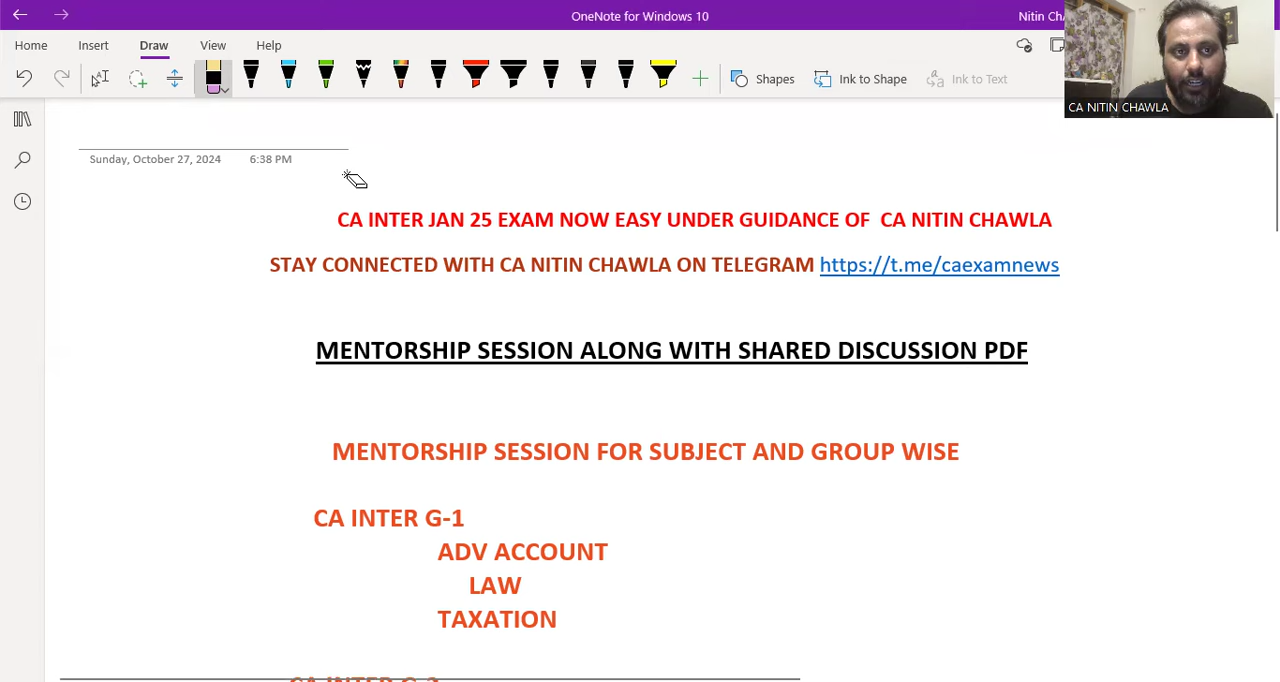 OneNote for Windows 10
Nitin Ch
Home Insert Draw View Help
Shapes Ink to Shape Ink to Text
CA NITIN CHAWLA
Sunday, October 27, 2024 6:38 PM
CA INTER JAN 25 EXAM NOW EASY UNDER GUIDANCE OF CA NITIN CHAWLA
STAY CONNECTED WITH CA NITIN CHAWLA ON TELEGRAM https://t.me/caexamnews
MENTORSHIP SESSION ALONG WITH SHARED DISCUSSION PDF
MENTORSHIP SESSION FOR SUBJECT AND GROUP WISE
CA INTER G-1
ADV ACCOUNT
LAW
TAXATION